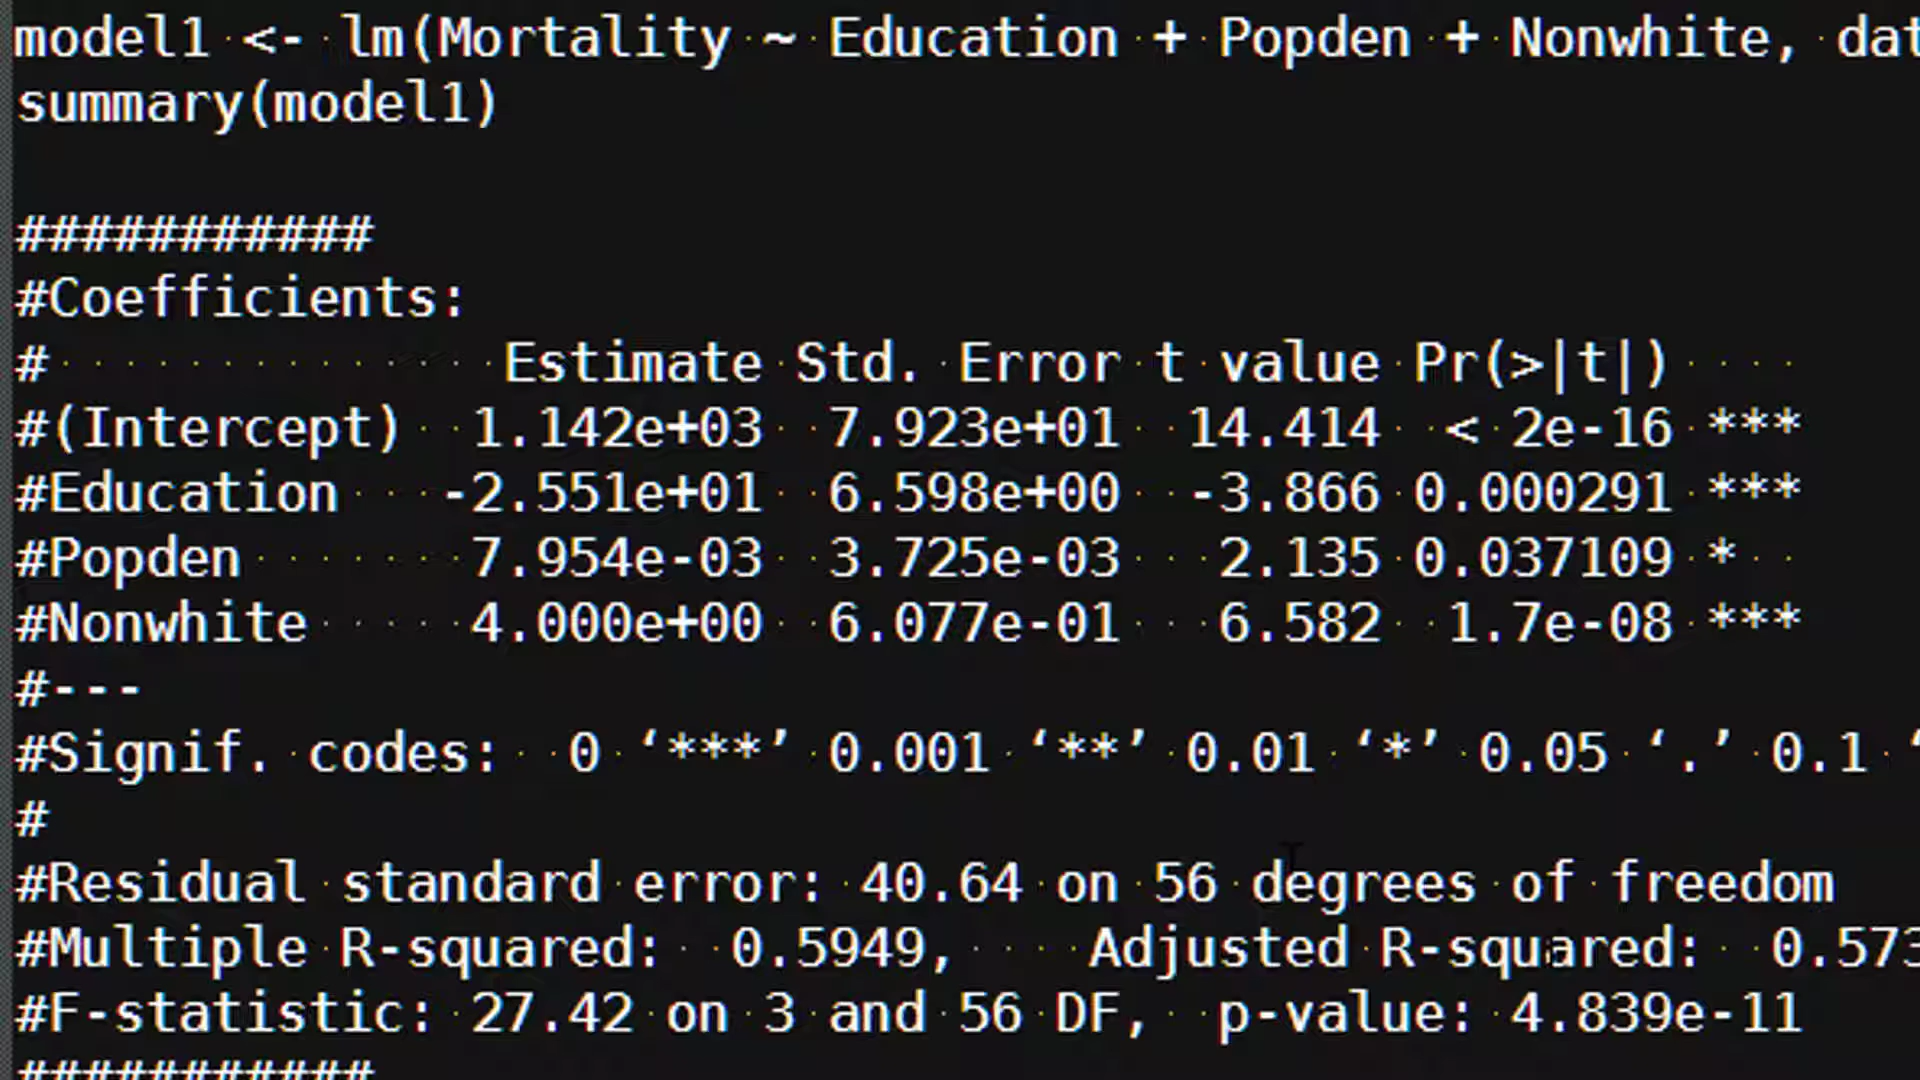 model1 <- lm(Mortality ~ Education + Popden + Nonwhite, dat
summary(model1)
###########
#Coefficients:
# Estimate Std. Error t value Pr(>|t|)
#(Intercept) 1.142e+03 7.923e+01 14.414 < 2e-16 ***
#Education -2.551e+01 6.598e+00 -3.866 0.000291 ***
#Popden 7.954e-03 3.725e-03 2.135 0.037109 *
#Nonwhite 4.000e+00 6.077e-01 6.582 1.7e-08 ***
#---
#Signif. codes: 0 ‘***’ 0.001 ‘**’ 0.01 ‘*’ 0.05 ‘.’ 0.1 ‘
#
#Residual standard error: 40.64 on 56 degrees of freedom
#Multiple R-squared: 0.5949, Adjusted R-squared: 0.573
#F-statistic: 27.42 on 3 and 56 DF, p-value: 4.839e-11
###########